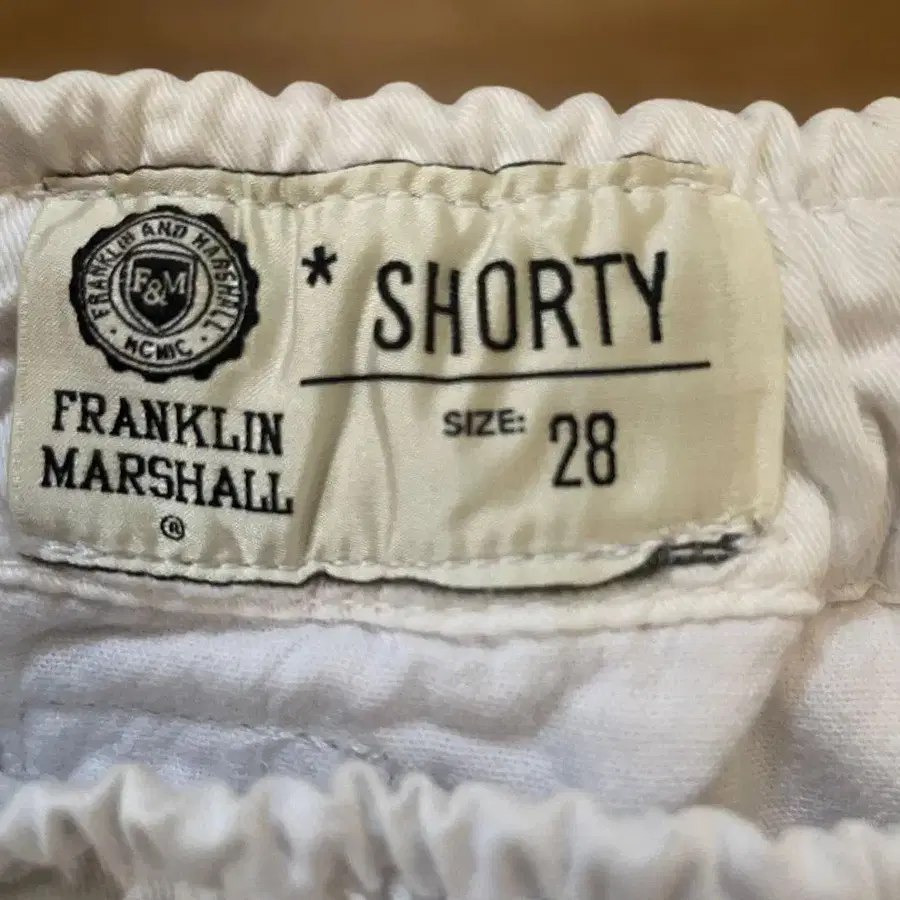 FRANKLIN AND MARSHALL
F&M
MCMIC
FRANKLIN
MARSHALL
®
* SHORTY
SIZE: 28